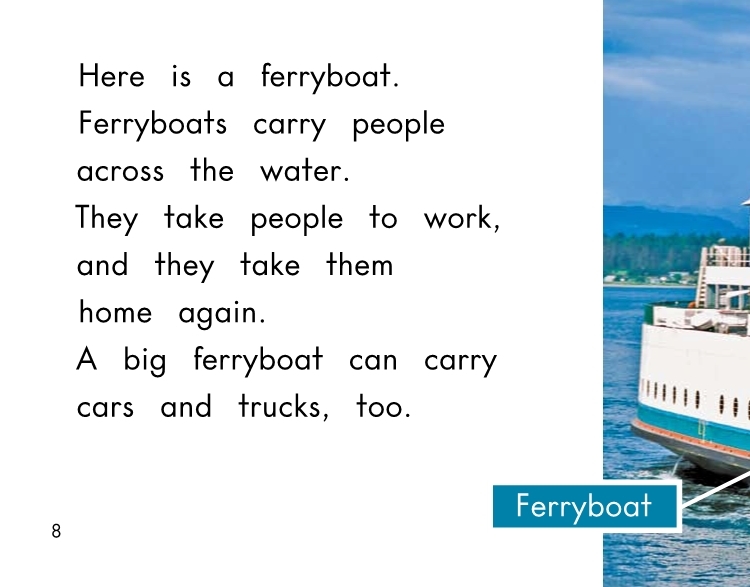 Here is a ferryboat.
Ferryboats carry people
across the water.
They take people to work,
and they take them
home again.
A big ferryboat can carry
cars and trucks, too.
Ferryboat
8